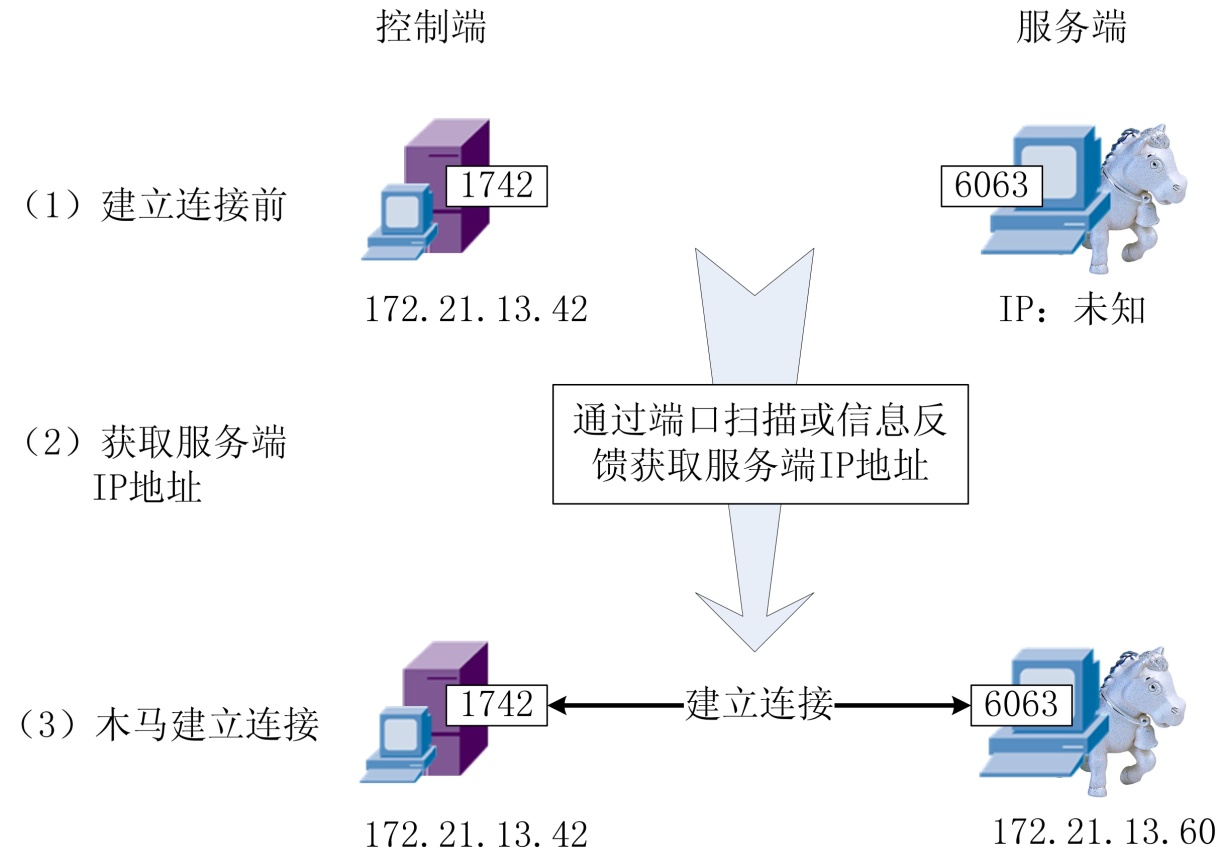 控制端
服务端
(1)建立连接前
1742
6063
172.21.13.42
IP：未知
(2)获取服务端
IP地址
通过端口扫描或信息反
馈获取服务端IP地址
(3)木马建立连接
1742
建立连接
6063
172.21.13.42
172.21.13.60